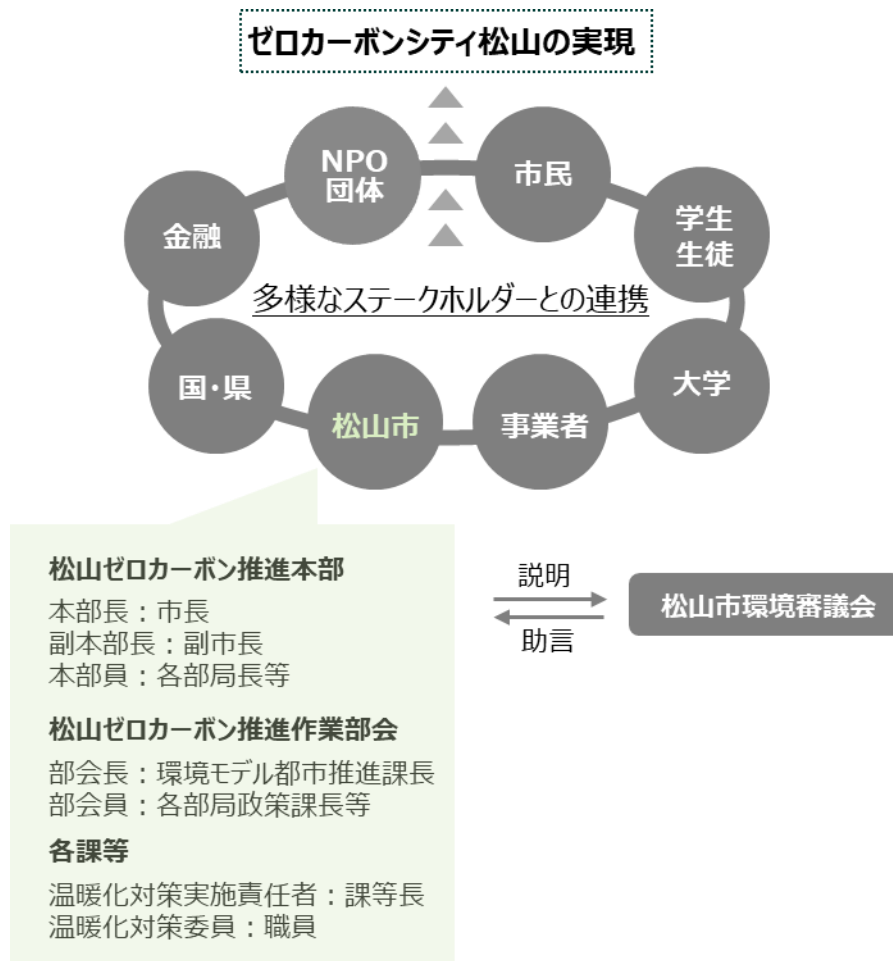 ゼロカーボンシティ松山の実現
NPO
団体
市民
金融
学生
生徒
多様なステークホルダーとの連携
国・県
松山市
事業者
大学
松山ゼロカーボン推進本部
本部長：市長
副本部長：副市長
本部員：各部局長等
説明
助言
松山市環境審議会
松山ゼロカーボン推進作業部会
部会長：環境モデル都市推進課長
部会員：各部局政策課長等
各課等
温暖化対策実施責任者：課等長
温暖化対策委員：職員